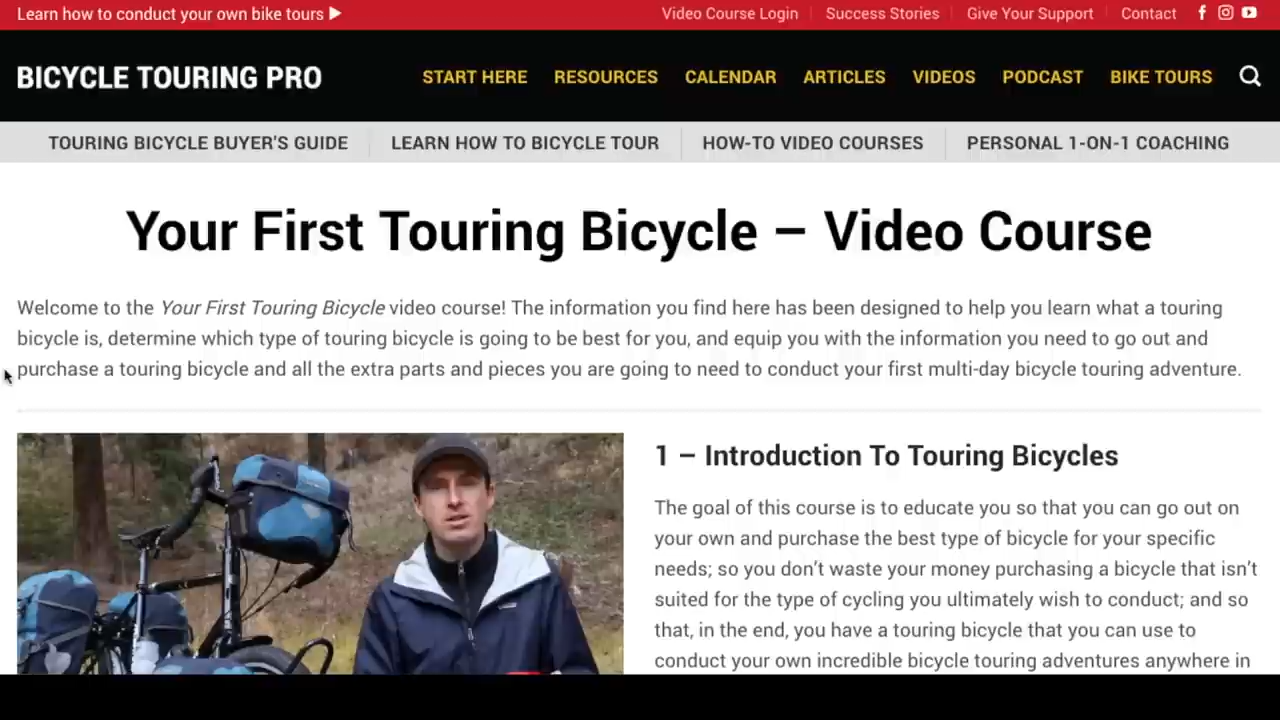 Learn how to conduct your own bike tours ▶
Video Course Login
Success Stories
Give Your Support
Contact
BICYCLE TOURING PRO
START HERE
RESOURCES
CALENDAR
ARTICLES
VIDEOS
PODCAST
BIKE TOURS
TOURING BICYCLE BUYER'S GUIDE
LEARN HOW TO BICYCLE TOUR
HOW-TO VIDEO COURSES
PERSONAL 1-ON-1 COACHING
Your First Touring Bicycle – Video Course
Welcome to the Your First Touring Bicycle video course! The information you find here has been designed to help you learn what a touring
bicycle is, determine which type of touring bicycle is going to be best for you, and equip you with the information you need to go out and
purchase a touring bicycle and all the extra parts and pieces you are going to need to conduct your first multi-day bicycle touring adventure.
1 – Introduction To Touring Bicycles
The goal of this course is to educate you so that you can go out on
your own and purchase the best type of bicycle for your specific
needs; so you don’t waste your money purchasing a bicycle that isn’t
suited for the type of cycling you ultimately wish to conduct; and so
that, in the end, you have a touring bicycle that you can use to
conduct your own incredible bicycle touring adventures anywhere in